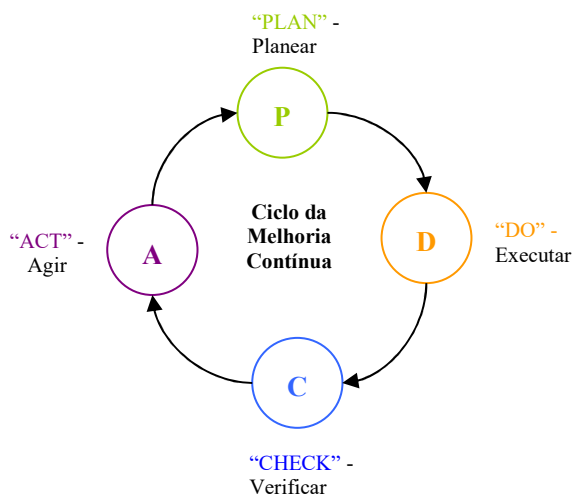 “PLAN” -
Planear
P
Ciclo da
Melhoria
Contínua
“ACT” -
Agir
A
D
“DO” -
Executar
C
“CHECK” -
Verificar